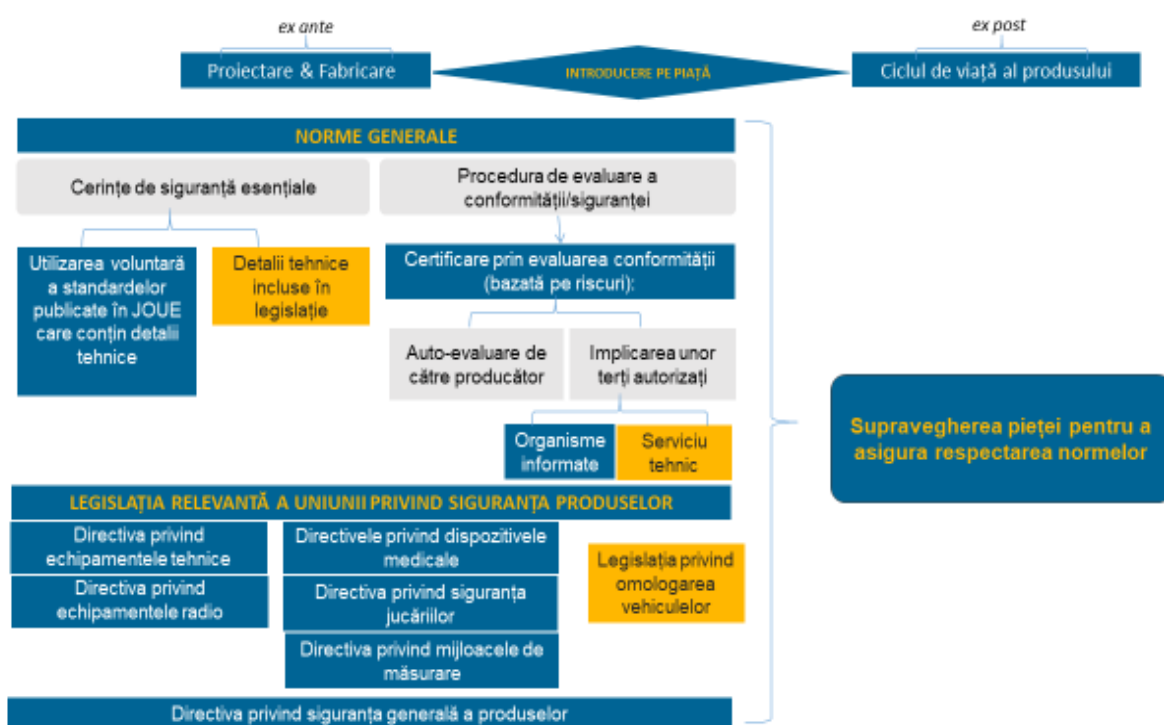 ex ante
ex post
Proiectare & Fabricare
INTRODUCERE PE PIAȚĂ
Ciclul de viață al produsului
NORME GENERALE
Cerințe de siguranță esențiale
Procedura de evaluare a
conformității/siguranței
Utilizarea voluntară
a standardelor
publicate în JOUE
care conțin detalii
tehnice
Detalii tehnice
incluse în
legislație
Certificare prin evaluarea conformității
(bazată pe riscuri):
Auto-evaluare de
către producător
Implicarea unor
terți autorizați
Organisme
informate
Serviciu
tehnic
Supravegherea pieței pentru a
asigura respectarea normelor
LEGISLAȚIA RELEVANTĂ A UNIUNII PRIVIND SIGURANȚA PRODUSELOR
Directiva privind
echipamentele tehnice
Directiva privind
echipamentele radio
Directivele privind dispozitivele
medicale
Directiva privind siguranța
jucăriilor
Directiva privind mijloacele de
măsurare
Legislația privind
omologarea
vehiculelor
Directiva privind siguranța generală a produselor